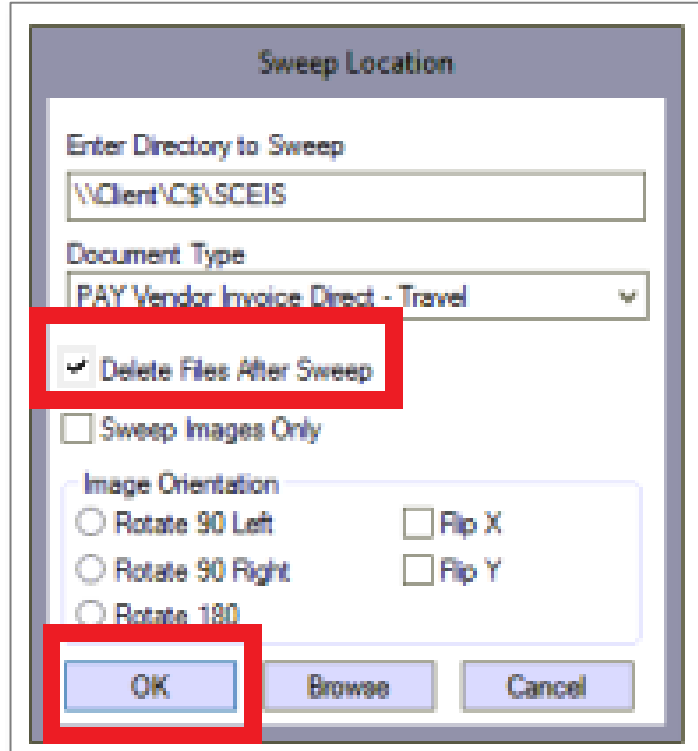 Sweep Location
Enter Directory to Sweep
\\Client\C$\SCEIS
Document Type
PAY Vendor Invoice Direct - Travel
Delete Files After Sweep
Sweep Images Only
Image Orientation
Rotate 90 Left Flip X
Rotate 90 Right Flip Y
Rotate 180
OK Browse Cancel